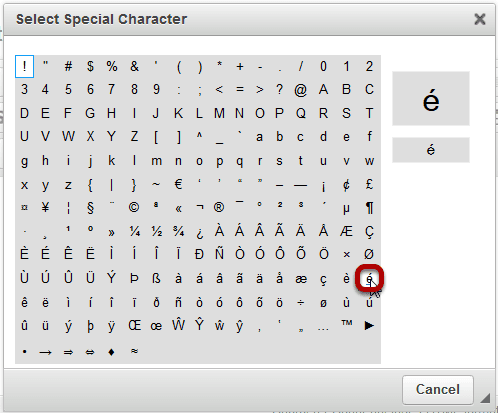 Select Special Character
! " # $ % & ' ( ) * + - . / 0 1 2
3 4 5 6 7 8 9 : ; < = > ? @ A B C
D E F G H I J K L M N O P Q R S T
U V W X Y Z [ ] ^ _ ` a b c d e f
g h i j k l m n o p q r s t u v w
x y z { | } ~ € ‘ ’ “ ” – — ¡ ¢ £
¤ ¥ ¦ § ¨ © ª « ¬ ® ¯ ° ² ³ ´ µ ¶
· ¸ ¹ º » ¼ ½ ¾ ¿ À Á Â Ã Ä Å Æ Ç
È É Ê Ë Ì Í Î Ï Ð Ñ Ò Ó Ô Õ Ö × Ø
Ù Ú Û Ü Ý Þ ß à á â ã ä å æ ç è é
ê ë ì í î ï ð ñ ò ó ô õ ö ÷ ø ù ú
û ü ý þ ÿ Œ œ Ŵ Ŷ ŵ ŷ ‚ ‛ „ … ™ ►
• → ⇒ ⇔ ♦ ≈
é
é
Cancel